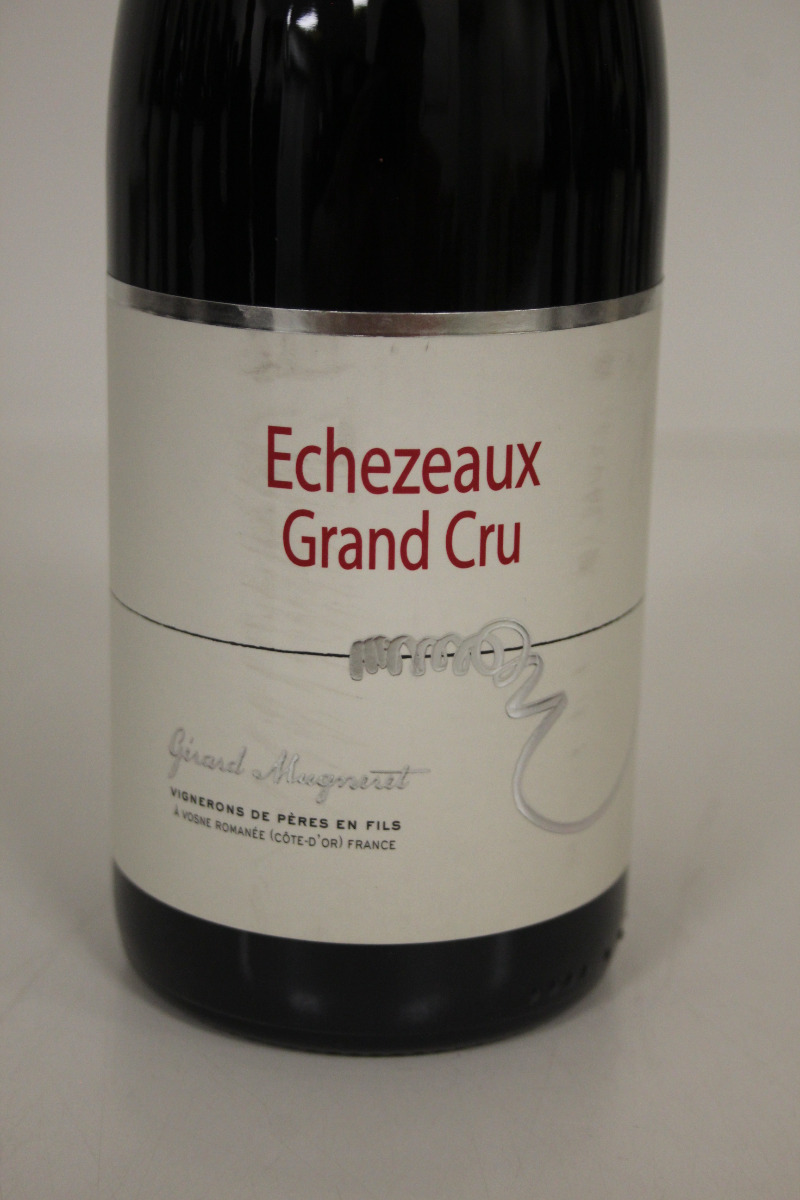 Echezeaux
Grand Cru
Gérard Mugneret
VIGNERONS DE PÈRES EN FILS
À VOSNE ROMANÉE (CÔTE-D'OR) FRANCE